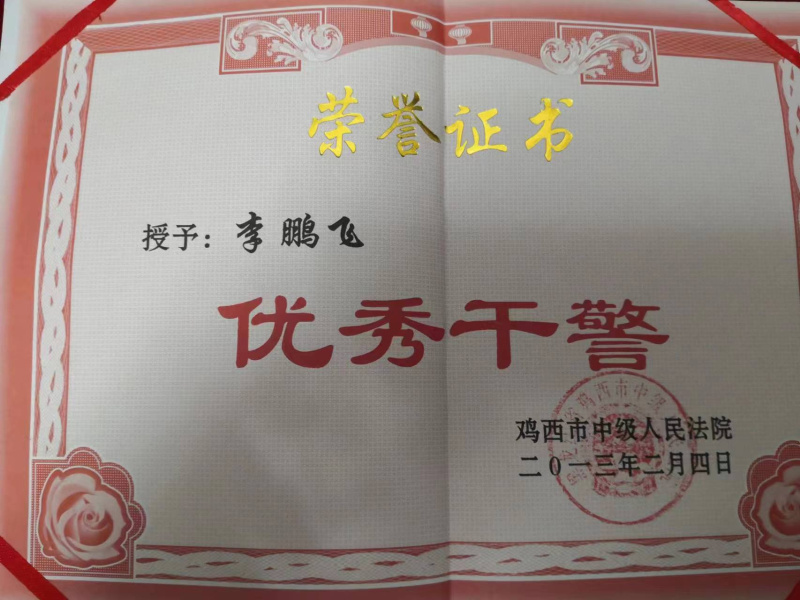 荣誉证书
授予：李鹏飞
优秀干警
鸡西市中级人民法院
二0一三年二月四日